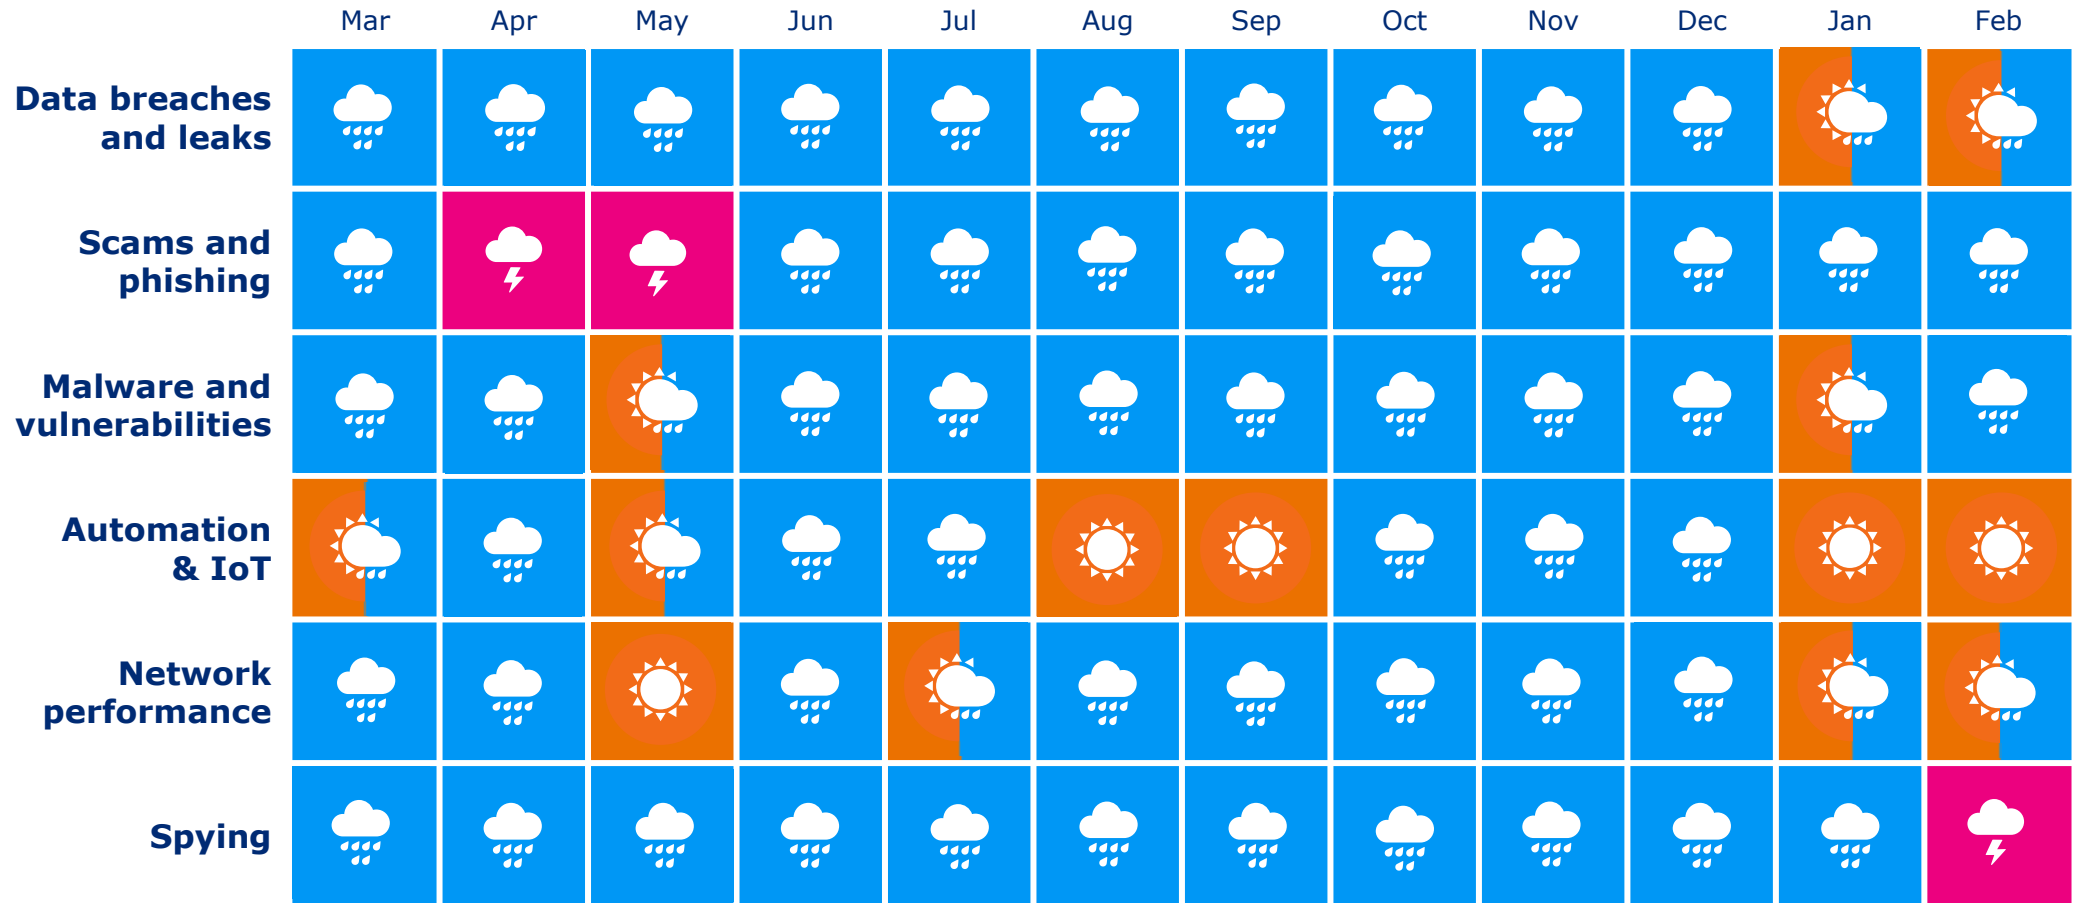 Mar Apr May Jun Jul Aug Sep Oct Nov Dec Jan Feb
Data breaches
and leaks
Scams and
phishing
Malware and
vulnerabilities
Automation
& IoT
Network
performance
Spying